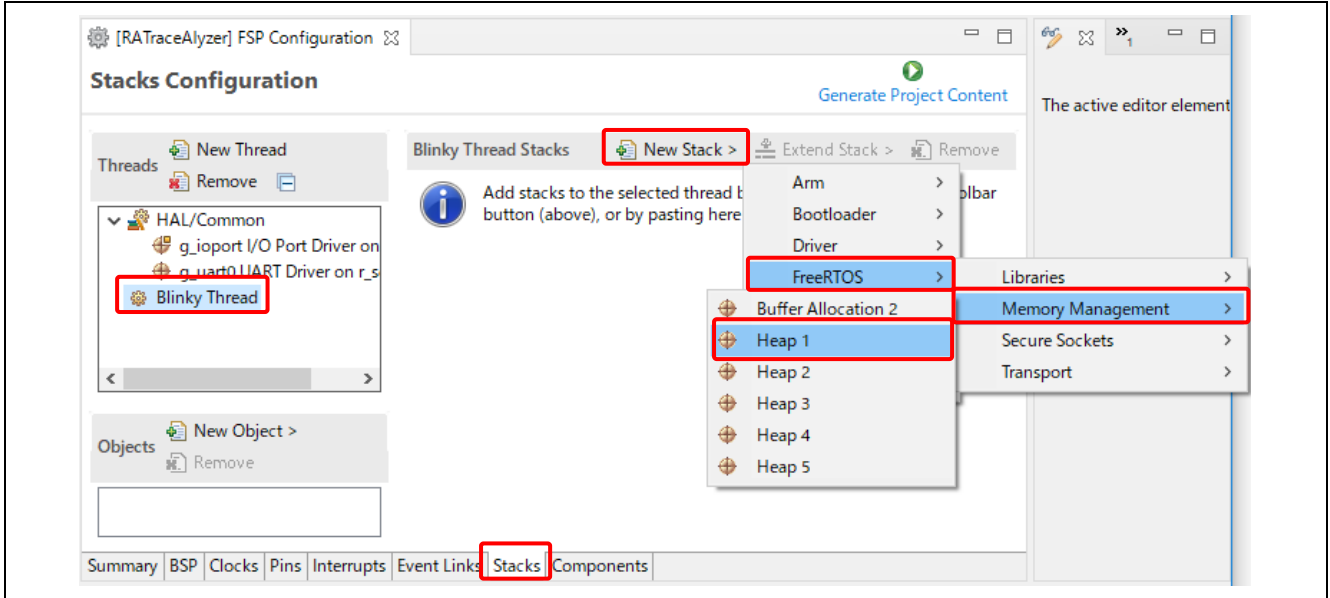 [RATraceAlyzer] FSP Configuration
Stacks Configuration
Generate Project Content
The active editor element
Threads
New Thread
Remove
HAL/Common
g_ioport I/O Port Driver on
g_uart0 UART Driver on r_s
Blinky Thread
Objects
New Object >
Remove
Blinky Thread Stacks
New Stack >
Extend Stack >
Remove
Add stacks to the selected thread b
olbar
button (above), or by pasting here
Arm >
Bootloader >
Driver >
FreeRTOS >
Libraries >
Memory Management >
Secure Sockets >
Transport >
Buffer Allocation 2
Heap 1
Heap 2
Heap 3
Heap 4
Heap 5
Summary BSP Clocks Pins Interrupts Event Links Stacks Components